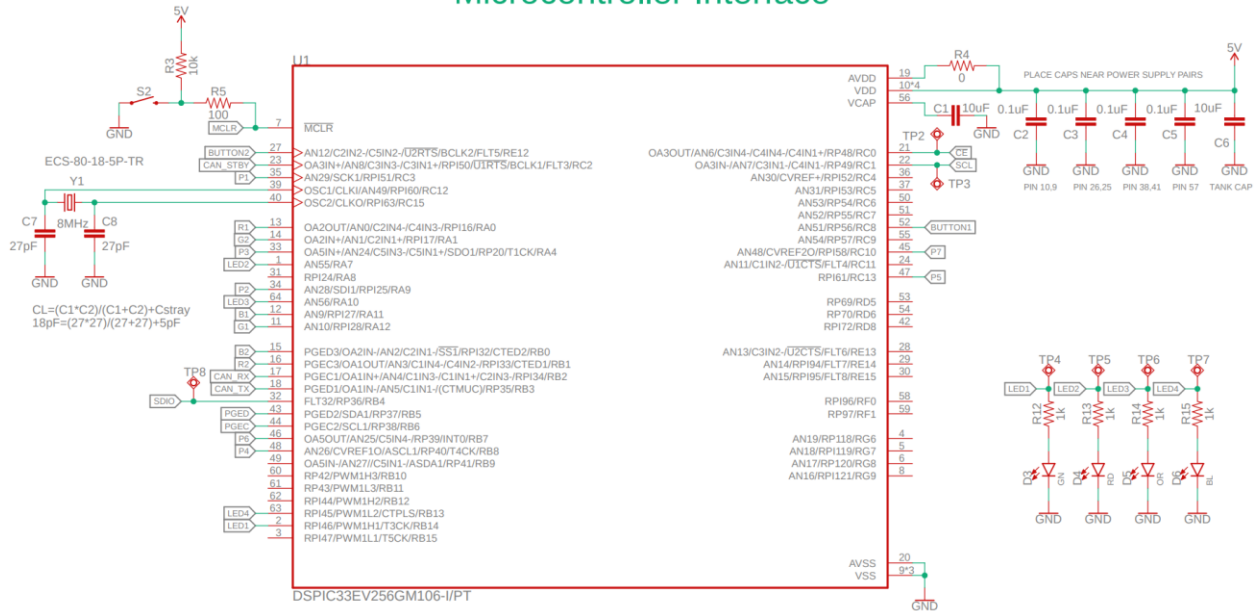 Microcontroller Interface
5V
R3
10k
S2
R5
100
GND
MCLR
ECS-80-18-5P-TR
Y1
8MHz
C7
27pF
C8
27pF
GND
GND
CL=(C1*C2)/(C1+C2)+Cstray
18pF=(27*27)/(27+27)+5pF
U1
7 MCLR
BUTTON2 27 AN12/C2IN2-/C5IN2-/U2RTS/BCLK2/FLT5/RE12
CAN_STBY 23 OA3IN+/AN8/C3IN3-/C3IN1+/RPI50/U1RTS/BCLK1/FLT3/RC2
P1 35 AN29/SCK1/RPI51/RC3
39 OSC1/CLKI/AN49/RPI60/RC12
40 OSC2/CLKO/RPI63/RC15
R1 13 OA2OUT/AN0/C2IN4-/C4IN3-/RPI16/RA0
G2 14 OA2IN+/AN1/C2IN1+/RPI17/RA1
P3 33 OA5IN+/AN24/C5IN3-/C5IN1+/SDO1/RP20/T1CK/RA4
LED2 1 AN55/RA7
31 RPI24/RA8
P2 34 AN28/SDI1/RPI25/RA9
LED3 64 AN56/RA10
B1 12 AN9/RPI27/RA11
G1 11 AN10/RPI28/RA12
B2 15 PGED3/OA2IN-/AN2/C2IN1-/SS1/RPI32/CTED2/RB0
R2 16 PGEC3/OA1OUT/AN3/C1IN4-/C4IN2-/RPI33/CTED1/RB1
CAN_RX 17 PGEC1/OA1IN+/AN4/C1IN3-/C1IN1+/C2IN3-/RPI34/RB2
CAN_TX 18 PGED1/OA1IN-/AN5/C1IN1-/(CTMUC)/RP35/RB3
TP8
SDIO 32 FLT32/RP36/RB4
PGED 43 PGED2/SDA1/RP37/RB5
PGEC 44 PGEC2/SCL1/RP38/RB6
P6 46 OA5OUT/AN25/C5IN4-/RP39/INT0/RB7
P4 48 AN26/CVREF1O/ASCL1/RP40/T4CK/RB8
49 OA5IN-/AN27//C5IN1-/ASDA1/RP41/RB9
60 RP42/PWM1H3/RB10
61 RP43/PWM1L3/RB11
62 RPI44/PWM1H2/RB12
LED4 63 RPI45/PWM1L2/CTPLS/RB13
LED1 2 RPI46/PWM1H1/T3CK/RB14
3 RPI47/PWM1L1/T5CK/RB15
DSPIC33EV256GM106-I/PT
AVDD 19
VDD 10*4
VCAP 56
R4
0
C1 10uF
GND
PLACE CAPS NEAR POWER SUPPLY PAIRS
5V
0.1uF 0.1uF 0.1uF 0.1uF 10uF
C2 C3 C4 C5 C6
GND GND GND GND GND
PIN 10,9 PIN 26,25 PIN 38,41 PIN 57 TANK CAP
TP2
OA3OUT/AN6/C3IN4-/C4IN4-/C4IN1+/RP48/RC0 21 CE
OA3IN-/AN7/C3IN1-/C4IN1-/RP49/RC1 22 SCL
TP3
AN30/CVREF+/RPI52/RC4 36
AN31/RPI53/RC5 37
AN53/RP54/RC6 50
AN52/RP55/RC7 51
AN51/RP56/RC8 52 BUTTON1
AN54/RP57/RC9 55
AN48/CVREF2O/RPI58/RC10 45 P7
AN11/C1IN2-/U1CTS/FLT4/RC11 24
RPI61/RC13 47 P5
RP69/RD5 53
RP70/RD6 54
RPI72/RD8 42
AN13/C3IN2-/U2CTS/FLT6/RE13 28
AN14/RPI94/FLT7/RE14 29
AN15/RPI95/FLT8/RE15 30
RPI96/RF0 58
RP97/RF1 59
AN19/RP118/RG6 4
AN18/RPI119/RG7 5
AN17/RP120/RG8 6
AN16/RPI121/RG9 8
AVSS 20
VSS 9*3
GND
TP4 TP5 TP6 TP7
LED1 LED2 LED3 LED4
R12 R13 R14 R15
1k 1k 1k 1k
D3 D4 D5 D6
GN RD OR BL
GND GND GND GND